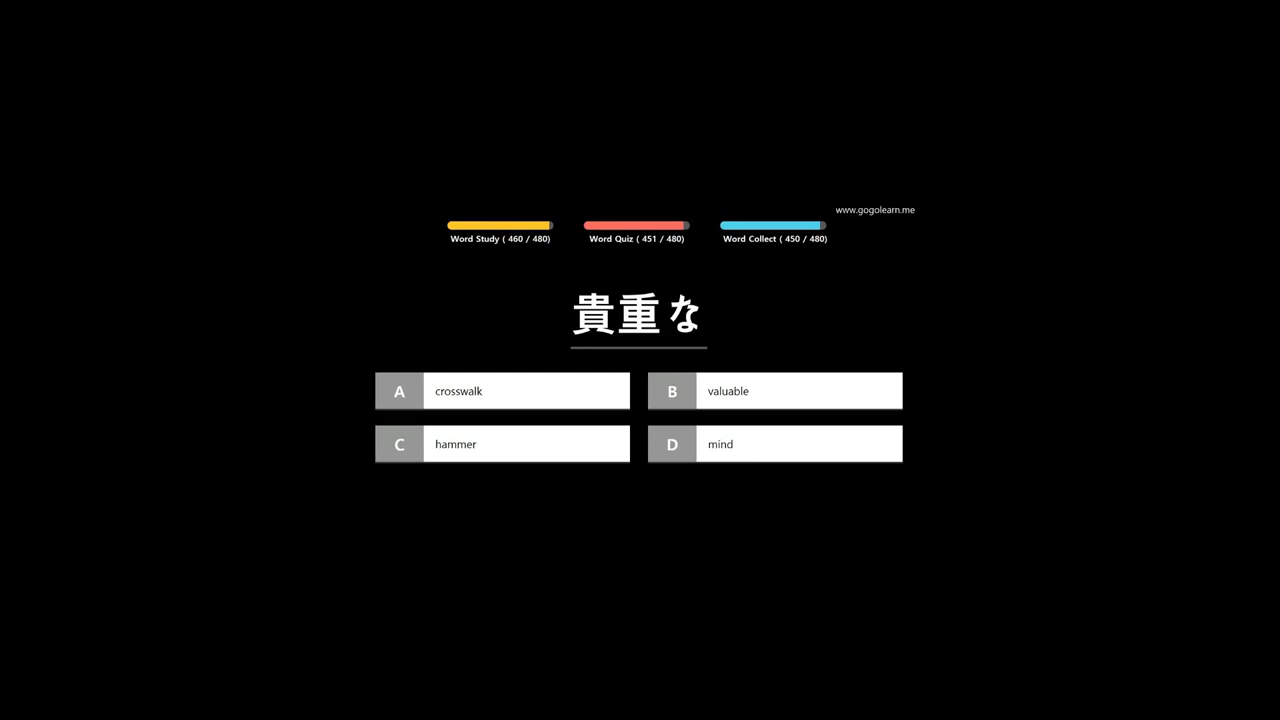 www.gogolearn.me
Word Study ( 460 / 480)
Word Quiz ( 451 / 480)
Word Collect ( 450 / 480)
貴重な
A crosswalk
B valuable
C hammer
D mind